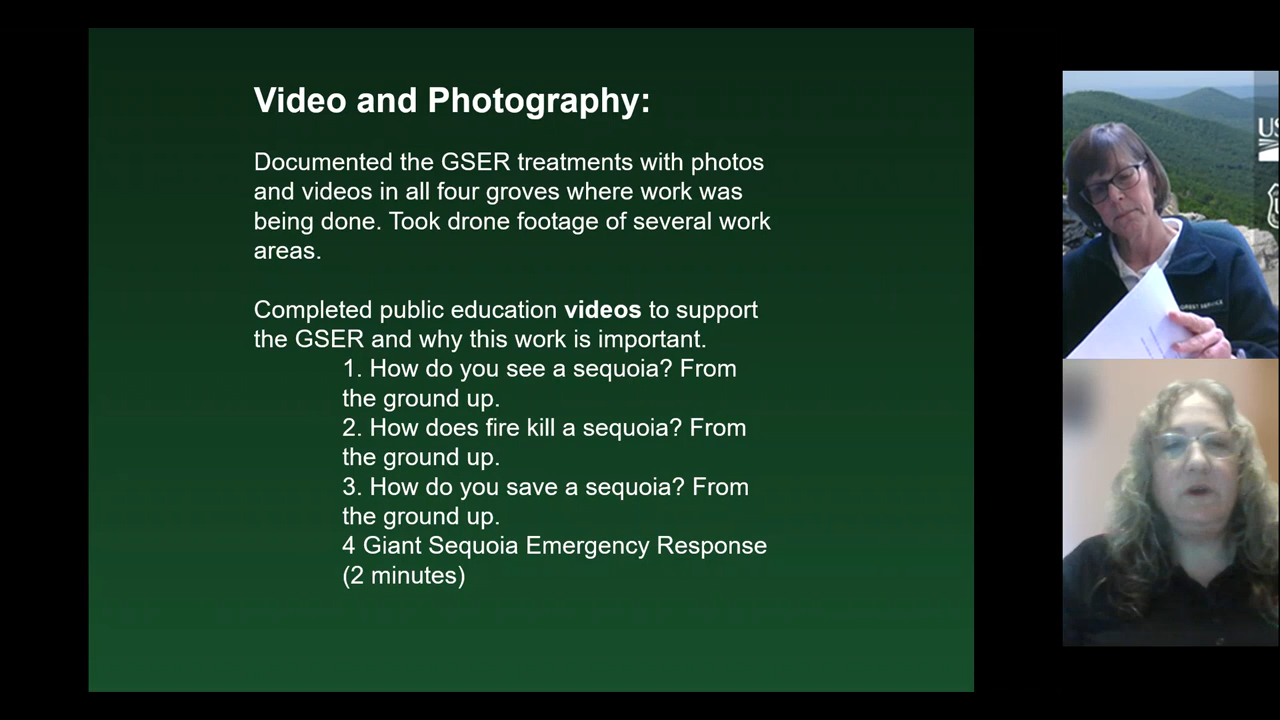 Video and Photography:
Documented the GSER treatments with photos
and videos in all four groves where work was
being done. Took drone footage of several work
areas.
Completed public education videos to support
the GSER and why this work is important.
1. How do you see a sequoia? From
the ground up.
2. How does fire kill a sequoia? From
the ground up.
3. How do you save a sequoia? From
the ground up.
4 Giant Sequoia Emergency Response
(2 minutes)
US
FOREST SERVICE